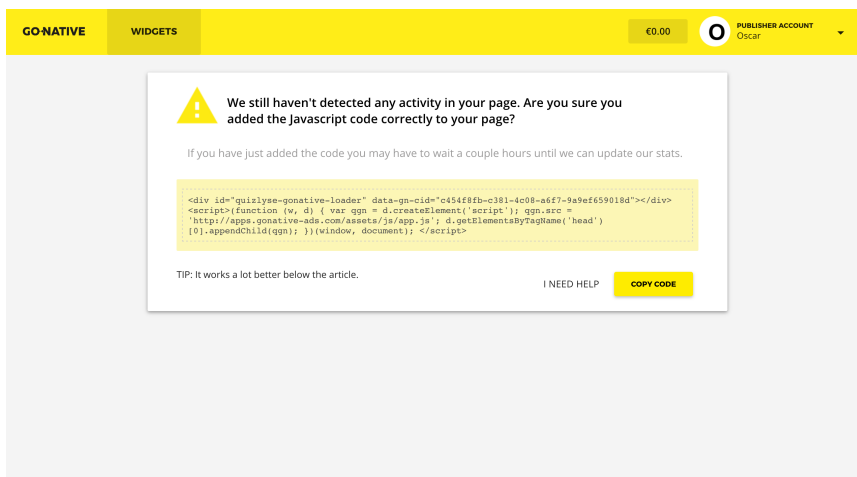 GO·NATIVE
WIDGETS
€0.00
O
PUBLISHER ACCOUNT
Oscar
We still haven't detected any activity in your page. Are you sure you
added the Javascript code correctly to your page?
If you have just added the code you may have to wait a couple hours until we can update our stats.
<div id="quizlyse-gonative-loader" data-gn-cid="c454f8fb-c381-4c08-a6f7-9a9ef659018d"></div>
<script>(function (w, d) { var qgn = d.createElement('script'); qgn.src =
'http://apps.gonative-ads.com/assets/js/app.js'; d.getElementsByTagName('head')
[0].appendChild(qgn); })(window, document); </script>
TIP: It works a lot better below the article.
I NEED HELP
COPY CODE